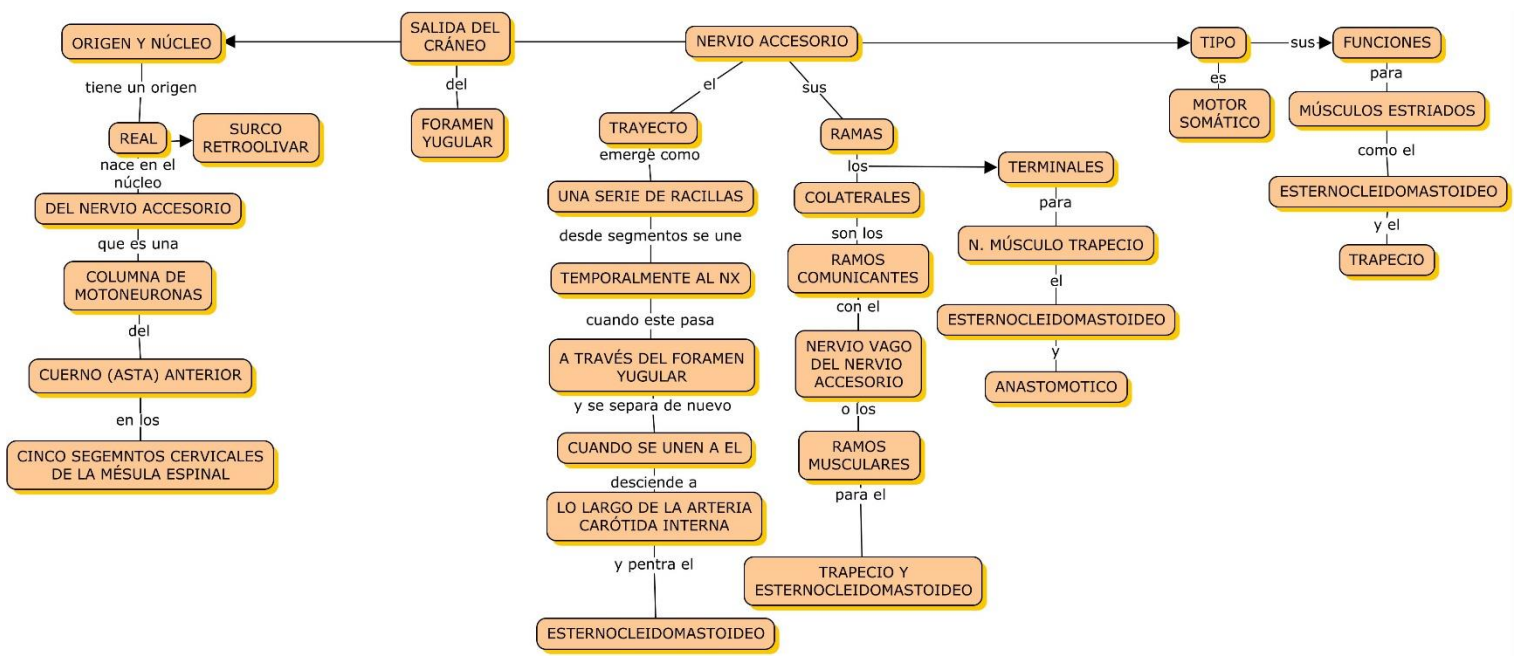 ORIGEN Y NÚCLEO
tiene un origen
REAL
SURCO
RETROOLIVAR
nace en el
núcleo
DEL NERVIO ACCESORIO
que es una
COLUMNA DE
MOTONEURONAS
del
CUERNO (ASTA) ANTERIOR
en los
CINCO SEGEMNTOS CERVICALES
DE LA MÉSULA ESPINAL
SALIDA DEL
CRÁNEO
del
FORAMEN
YUGULAR
NERVIO ACCESORIO
el
TRAYECTO
emerge como
UNA SERIE DE RACILLAS
desde segmentos se une
TEMPORALMENTE AL NX
cuando este pasa
A TRAVÉS DEL FORAMEN
YUGULAR
y se separa de nuevo
CUANDO SE UNEN A EL
desciende a
LO LARGO DE LA ARTERIA
CARÓTIDA INTERNA
y pentra el
ESTERNOCLEIDOMASTOIDEO
sus
RAMAS
los
COLATERALES
son los
RAMOS
COMUNICANTES
con el
NERVIO VAGO
DEL NERVIO
ACCESORIO
o los
RAMOS
MUSCULARES
para el
TRAPECIO Y
ESTERNOCLEIDOMASTOIDEO
TERMINALES
para
N. MÚSCULO TRAPECIO
el
ESTERNOCLEIDOMASTOIDEO
y
ANASTOMOTICO
TIPO
es
MOTOR
SOMÁTICO
sus
FUNCIONES
para
MÚSCULOS ESTRIADOS
como el
ESTERNOCLEIDOMASTOIDEO
y el
TRAPECIO